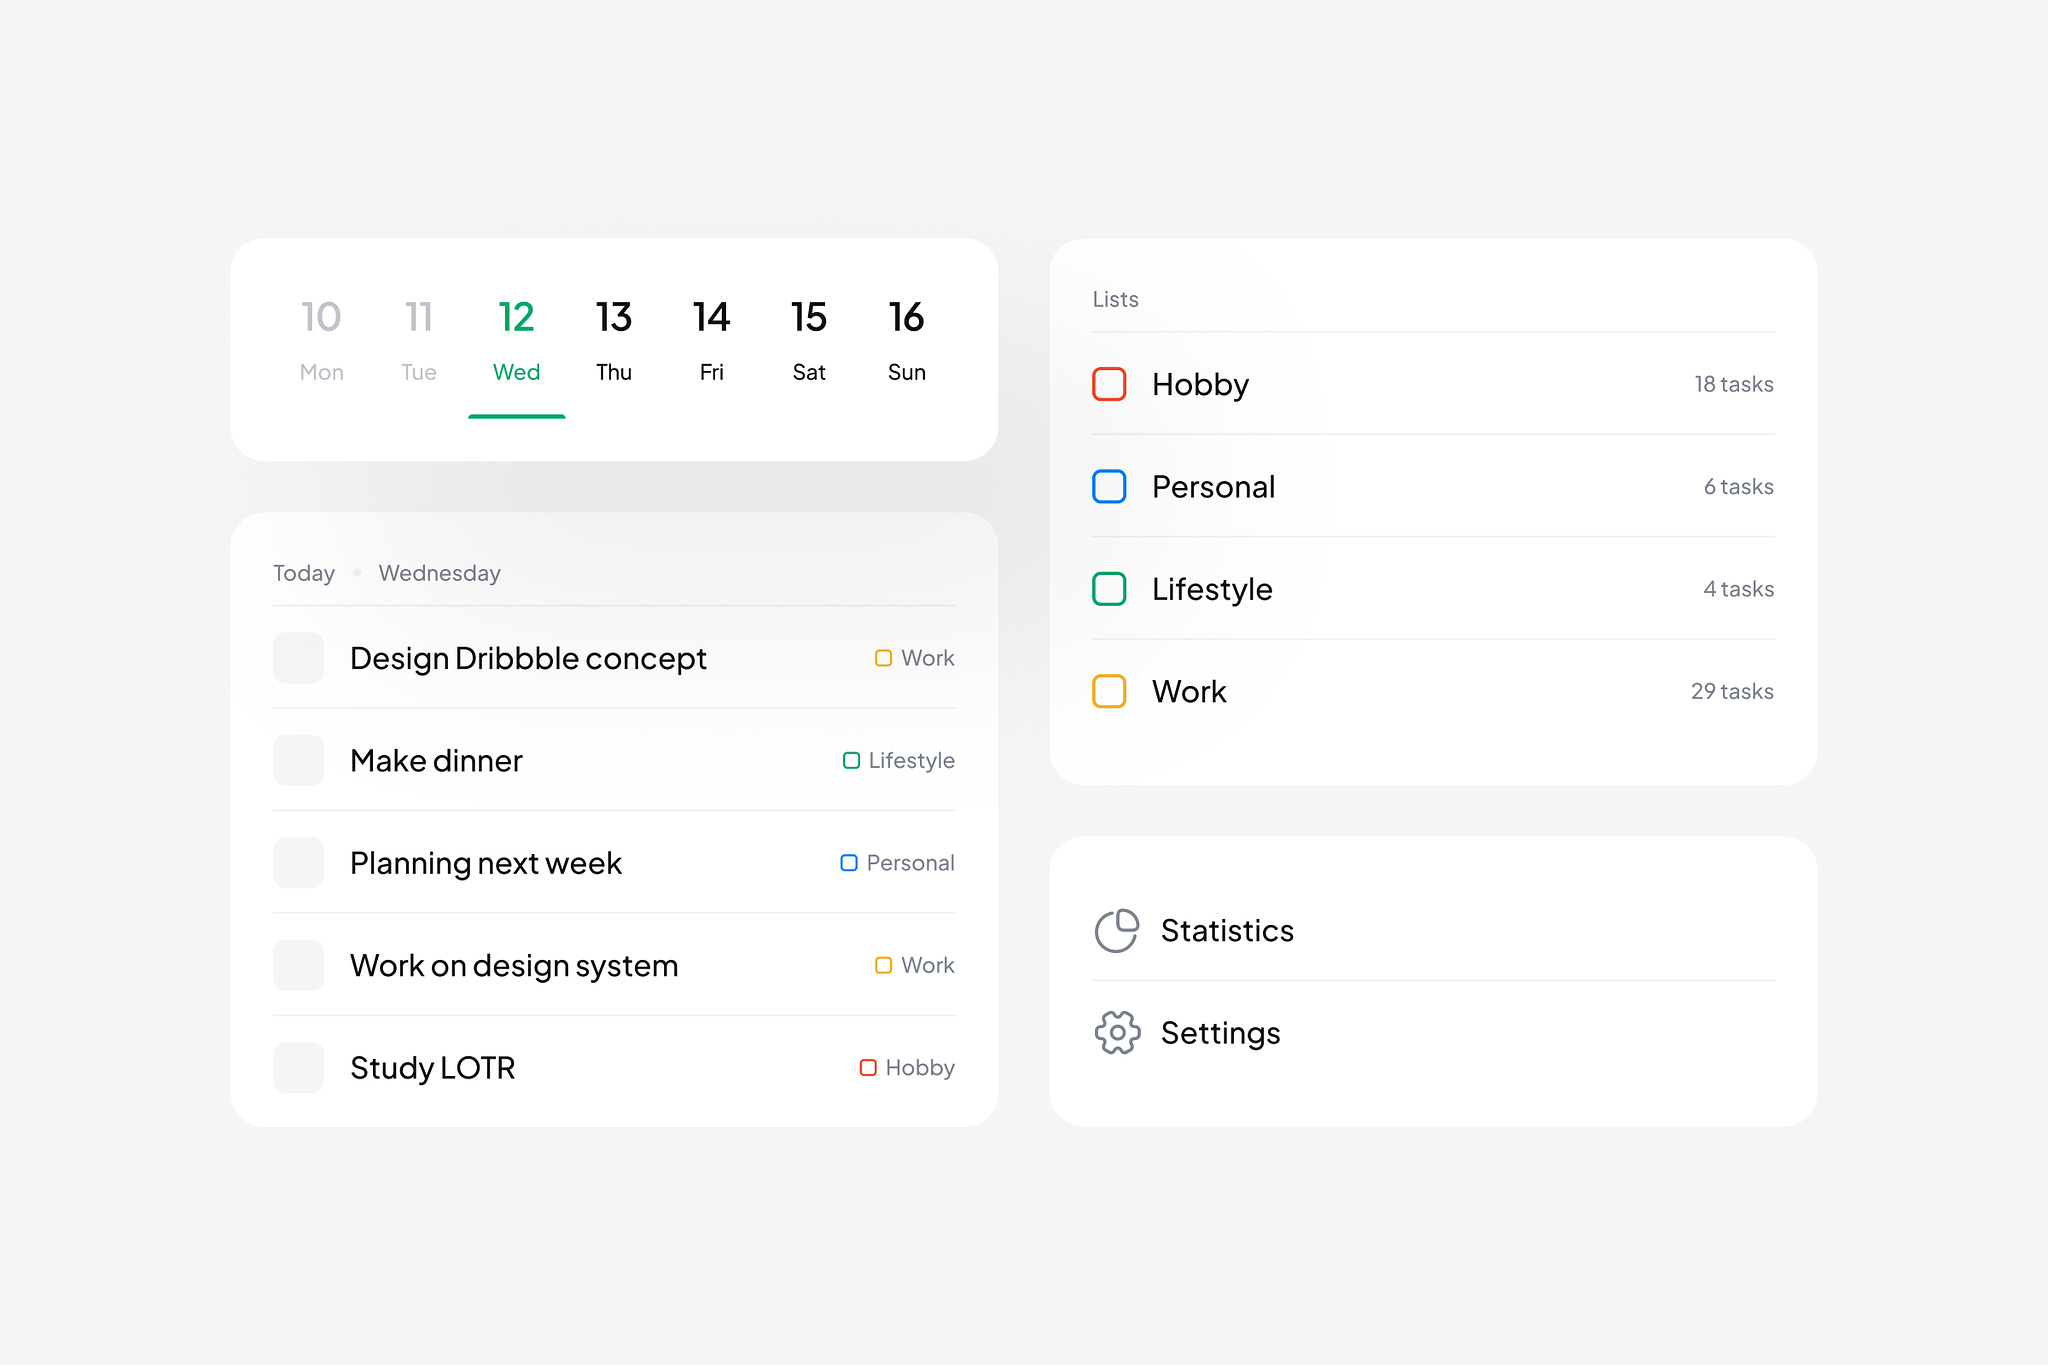 10 11 12 13 14 15 16
Mon Tue Wed Thu Fri Sat Sun
Today • Wednesday
Design Dribbble concept Work
Make dinner Lifestyle
Planning next week Personal
Work on design system Work
Study LOTR Hobby
Lists
Hobby 18 tasks
Personal 6 tasks
Lifestyle 4 tasks
Work 29 tasks
Statistics
Settings